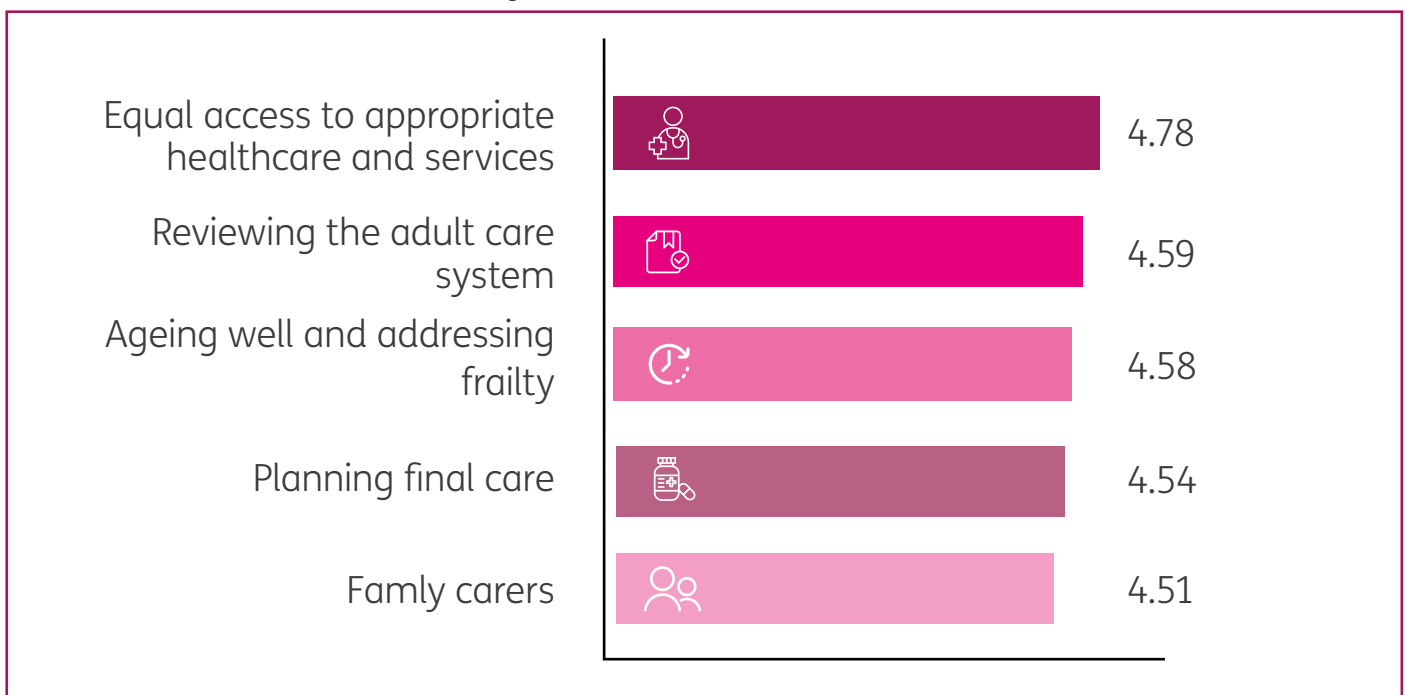 Equal access to appropriate
healthcare and services
4.78
Reviewing the adult care
system
4.59
Ageing well and addressing
frailty
4.58
Planning final care
4.54
Famly carers
4.51